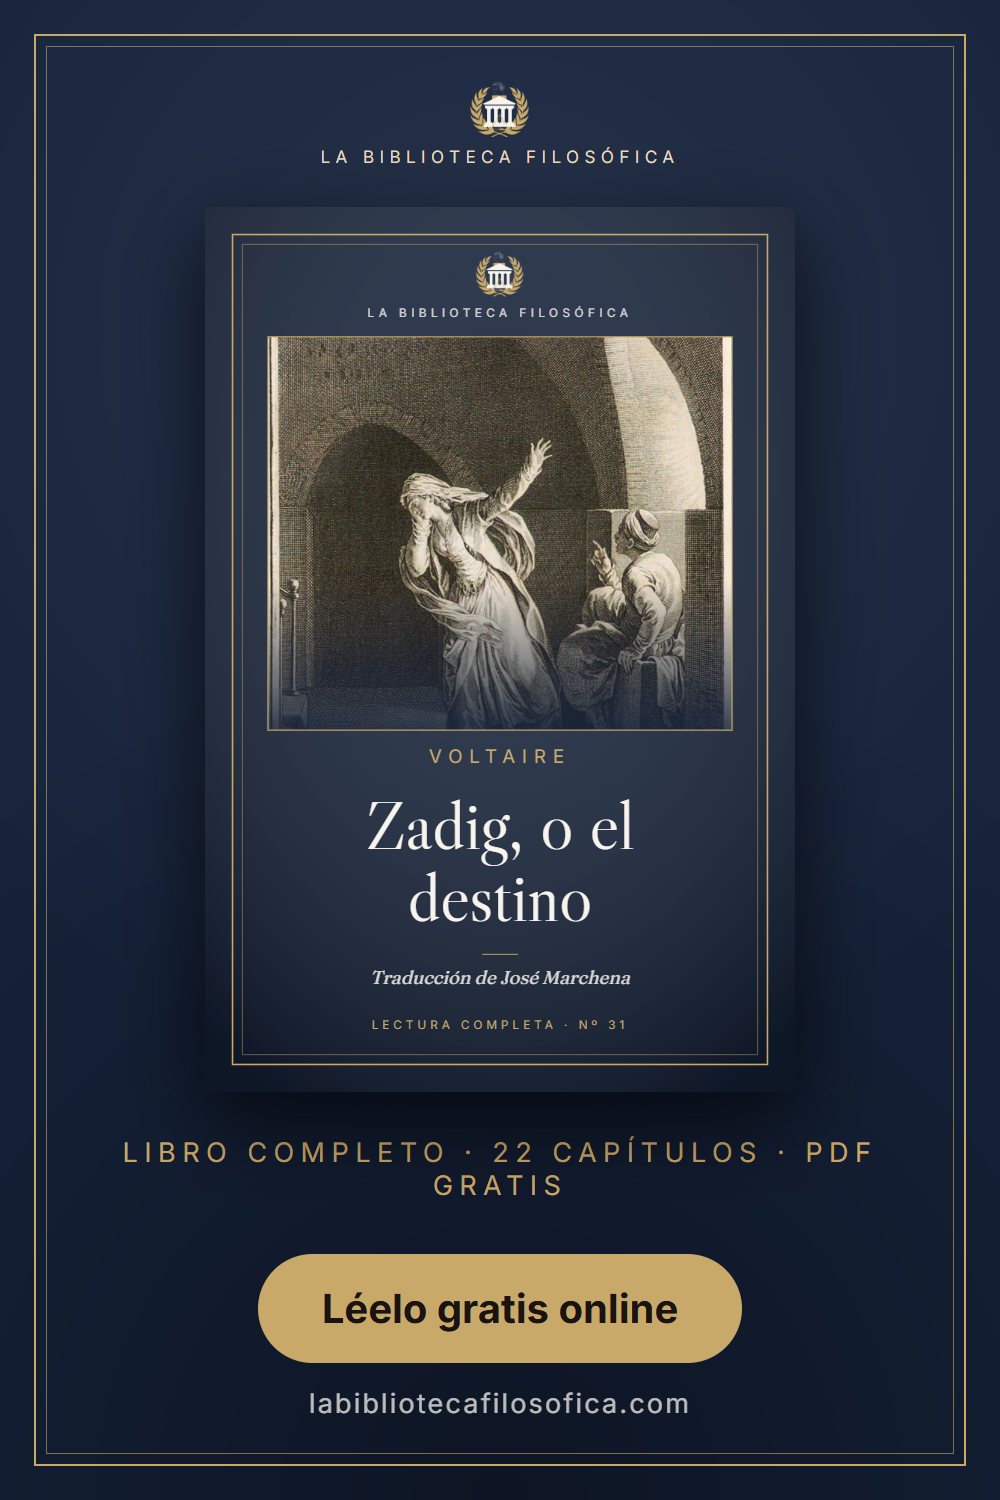 LA BIBLIOTECA FILOSÓFICA
LA BIBLIOTECA FILOSÓFICA
VOLTAIRE
Zadig, o el
destino
Traducción de José Marchena
LECTURA COMPLETA · Nº 31
LIBRO COMPLETO · 22 CAPÍTULOS · PDF
GRATIS
Léelo gratis online
labibliotecafilosofica.com